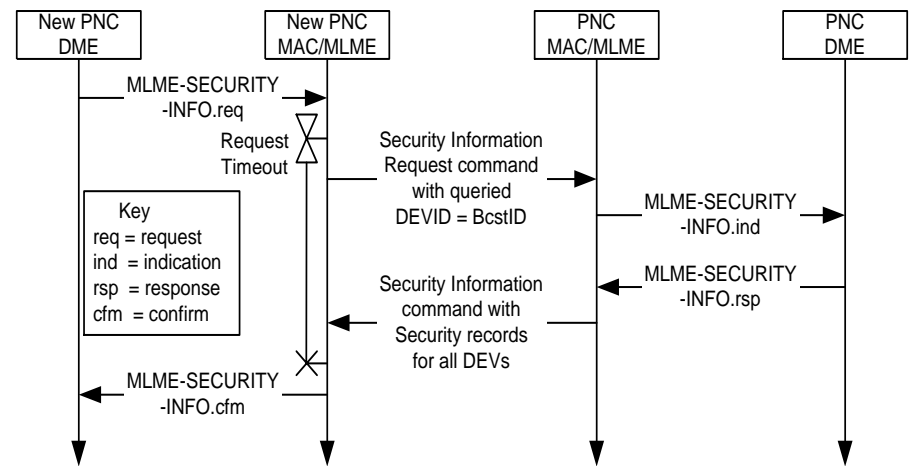 New PNC
DME
New PNC
MAC/MLME
PNC
MAC/MLME
PNC
DME
MLME-SECURITY
-INFO.req
Request
Timeout
Security Information
Request command
with queried
DEVID = BcstID
MLME-SECURITY
-INFO.ind
Key
req = request
ind = indication
rsp = response
cfm = confirm
MLME-SECURITY
-INFO.rsp
Security Information
command with
Security records
for all DEVs
MLME-SECURITY
-INFO.cfm